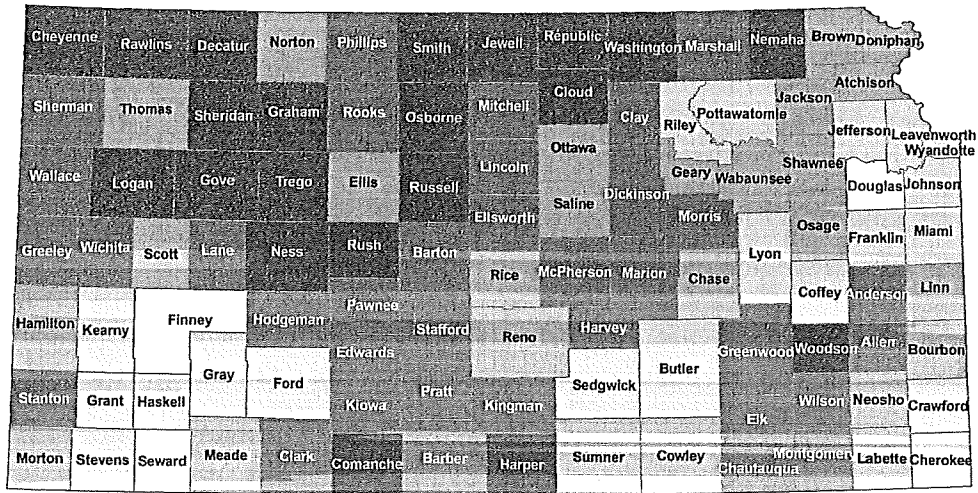 Cheyenne Rawlins Decatur Norton Phillips Smith Jewell Republic Washington Marshall Nemaha Brown Doniphan
Atchison
Sherman Thomas Sheridan Graham Rooks Osborne Mitchell Cloud Clay Riley Pottawatomie Jackson
Jefferson Leavenworth
Wyandotte
Wallace Logan Gove Trego Ellis Russell Lincoln Ottawa Geary Wabaunsee Shawnee
Douglas Johnson
Ellsworth Saline Dickinson Morris
Greeley Wichita Scott Lane Ness Rush Barton Rice McPherson Marion Chase Lyon Osage Franklin Miami
Hamilton Kearny Finney Hodgeman Pawnee Stafford Reno Harvey Coffey Anderson Linn
Edwards Greenwood Woodson Allen Bourbon
Stanton Grant Haskell Gray Ford Kiowa Pratt Kingman Sedgwick Butler Elk Wilson Neosho Crawford
Morton Stevens Seward Meade Clark Comanche Barber Harper Sumner Cowley Chautauqua Montgomery Labette Cherokee